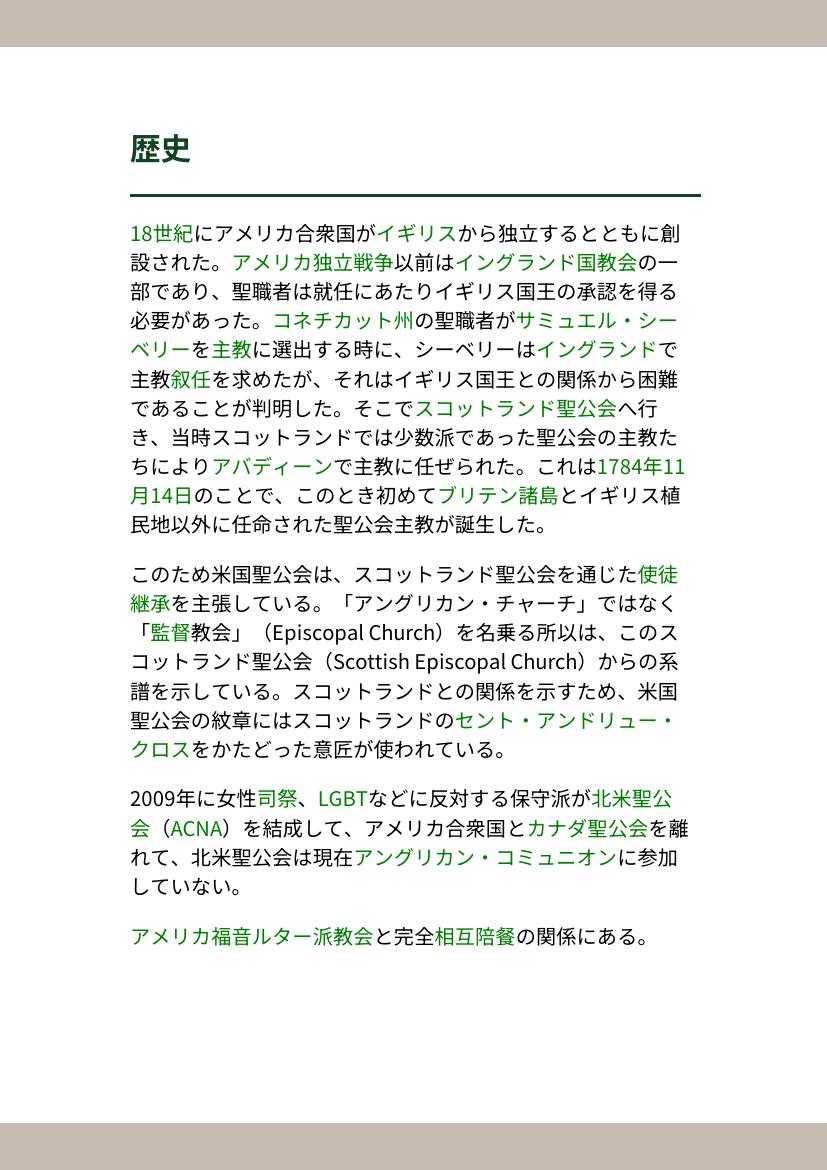 歴史
18世紀にアメリカ合衆国がイギリスから独立するとともに創
設された。アメリカ独立戦争以前はイングランド国教会の一
部であり、聖職者は就任にあたりイギリス国王の承認を得る
必要があった。コネチカット州の聖職者がサミュエル・シー
ベリーを主教に選出する時に、シーベリーはイングランドで
主教叙任を求めたが、それはイギリス国王との関係から困難
であることが判明した。そこでスコットランド聖公会へ行
き、当時スコットランドでは少数派であった聖公会の主教た
ちによりアバディーンで主教に任ぜられた。これは1784年11
月14日のことで、このとき初めてブリテン諸島とイギリス植
民地以外に任命された聖公会主教が誕生した。
このため米国聖公会は、スコットランド聖公会を通じた使徒
継承を主張している。「アングリカン・チャーチ」ではなく
「監督教会」（Episcopal Church）を名乗る所以は、このス
コットランド聖公会（Scottish Episcopal Church）からの系
譜を示している。スコットランドとの関係を示すため、米国
聖公会の紋章にはスコットランドのセント・アンドリュー・
クロスをかたどった意匠が使われている。
2009年に女性司祭、LGBTなどに反対する保守派が北米聖公
会（ACNA）を結成して、アメリカ合衆国とカナダ聖公会を離
れて、北米聖公会は現在アングリカン・コミュニオンに参加
していない。
アメリカ福音ルター派教会と完全相互陪餐の関係にある。